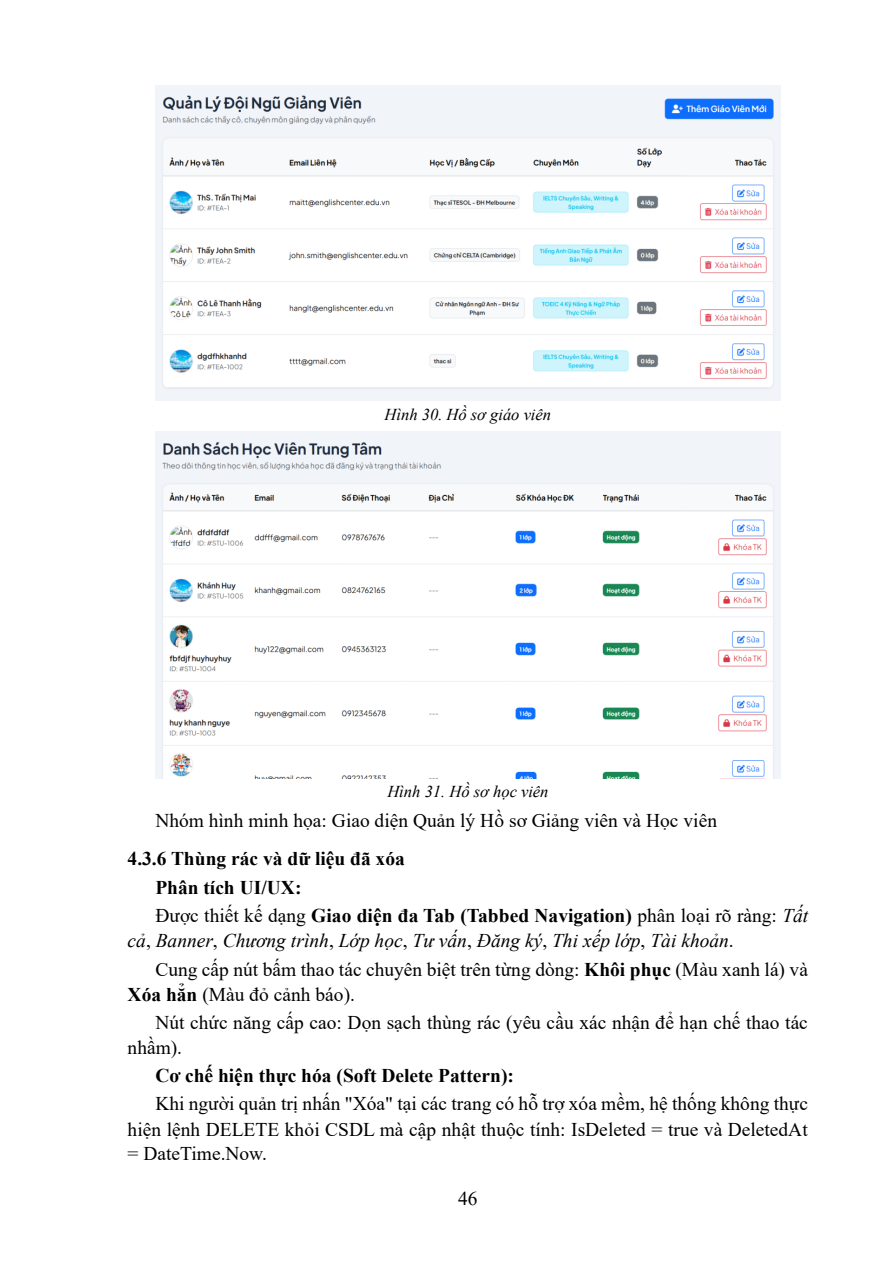 Quản Lý Đội Ngũ Giảng Viên
Danh sách các thầy cô, chuyên môn giảng dạy và phân quyền
Thêm Giáo Viên Mới
Ảnh / Họ và Tên Email Liên Hệ Học Vị / Bằng Cấp Chuyên Môn Số Lớp Dạy Thao Tác
ThS. Trần Thị Mai
ID: #TEA-1
maitt@englishcenter.edu.vn
Thạc sĩ TESOL - ĐH Melbourne
IELTS Chuyên Sâu, Writing &
Speaking
4 lớp
Sửa
Xóa tài khoản
Ảnh
Thầy
Thầy John Smith
ID: #TEA-2
john.smith@englishcenter.edu.vn
Chứng chỉ CELTA (Cambridge)
Tiếng Anh Giao Tiếp & Phát Âm
Bản Ngữ
0 lớp
Sửa
Xóa tài khoản
Ảnh
Cô Lê
Cô Lê Thanh Hằng
ID: #TEA-3
hanglt@englishcenter.edu.vn
Cử nhân Ngôn ngữ Anh - ĐH Sư
Phạm
TOEIC 4 Kỹ Năng & Ngữ Pháp
Thực Chiến
1 lớp
Sửa
Xóa tài khoản
dgdfhkhanhd
ID: #TEA-1002
tttt@gmail.com
thac si
IELTS Chuyên Sâu, Writing &
Speaking
0 lớp
Sửa
Xóa tài khoản
Hình 30. Hồ sơ giáo viên
Danh Sách Học Viên Trung Tâm
Theo dõi thông tin học viên, số lượng khóa học đã đăng ký và trạng thái tài khoản
Ảnh / Họ và Tên Email Số Điện Thoại Địa Chỉ Số Khóa Học ĐK Trạng Thái Thao Tác
Ảnh
dfdfdfdf
ID: #STU-1006
ddfff@gmail.com 0978767676 --- 1 lớp Hoạt động
Sửa
Khóa TK
Khánh Huy
ID: #STU-1005
khanh@gmail.com 0824762165 --- 2 lớp Hoạt động
Sửa
Khóa TK
fbfdjf huyhuyhuy
ID: #STU-1004
huy122@gmail.com 0945363123 --- 1 lớp Hoạt động
Sửa
Khóa TK
huy khanh nguye
ID: #STU-1003
nguyen@gmail.com 0912345678 --- 1 lớp Hoạt động
Sửa
Khóa TK
Sửa
Hình 31. Hồ sơ học viên
Nhóm hình minh họa: Giao diện Quản lý Hồ sơ Giảng viên và Học viên
4.3.6 Thùng rác và dữ liệu đã xóa
Phân tích UI/UX:
Được thiết kế dạng Giao diện đa Tab (Tabbed Navigation) phân loại rõ ràng: Tất
cả, Banner, Chương trình, Lớp học, Tư vấn, Đăng ký, Thi xếp lớp, Tài khoản.
Cung cấp nút bấm thao tác chuyên biệt trên từng dòng: Khôi phục (Màu xanh lá) và
Xóa hẳn (Màu đỏ cảnh báo).
Nút chức năng cấp cao: Dọn sạch thùng rác (yêu cầu xác nhận để hạn chế thao tác
nhầm).
Cơ chế hiện thực hóa (Soft Delete Pattern):
Khi người quản trị nhấn "Xóa" tại các trang có hỗ trợ xóa mềm, hệ thống không thực
hiện lệnh DELETE khỏi CSDL mà cập nhật thuộc tính: IsDeleted = true và DeletedAt
= DateTime.Now.
46